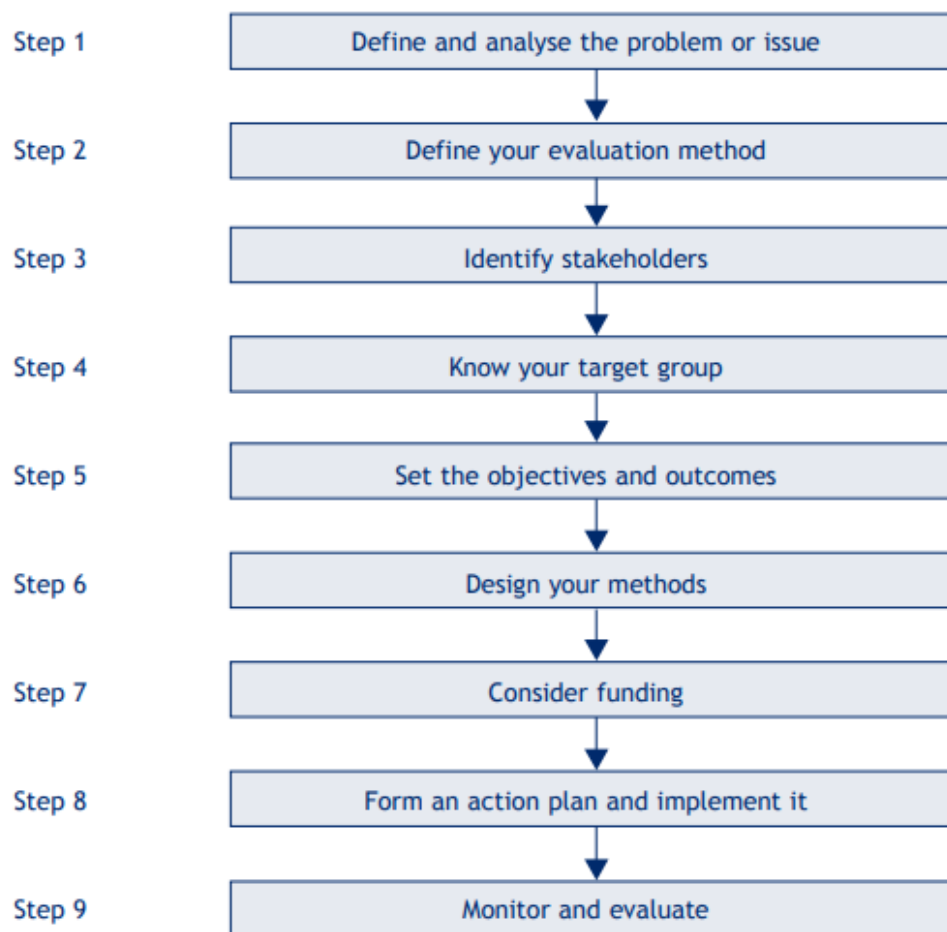 Step 1 Define and analyse the problem or issue
Step 2 Define your evaluation method
Step 3 Identify stakeholders
Step 4 Know your target group
Step 5 Set the objectives and outcomes
Step 6 Design your methods
Step 7 Consider funding
Step 8 Form an action plan and implement it
Step 9 Monitor and evaluate